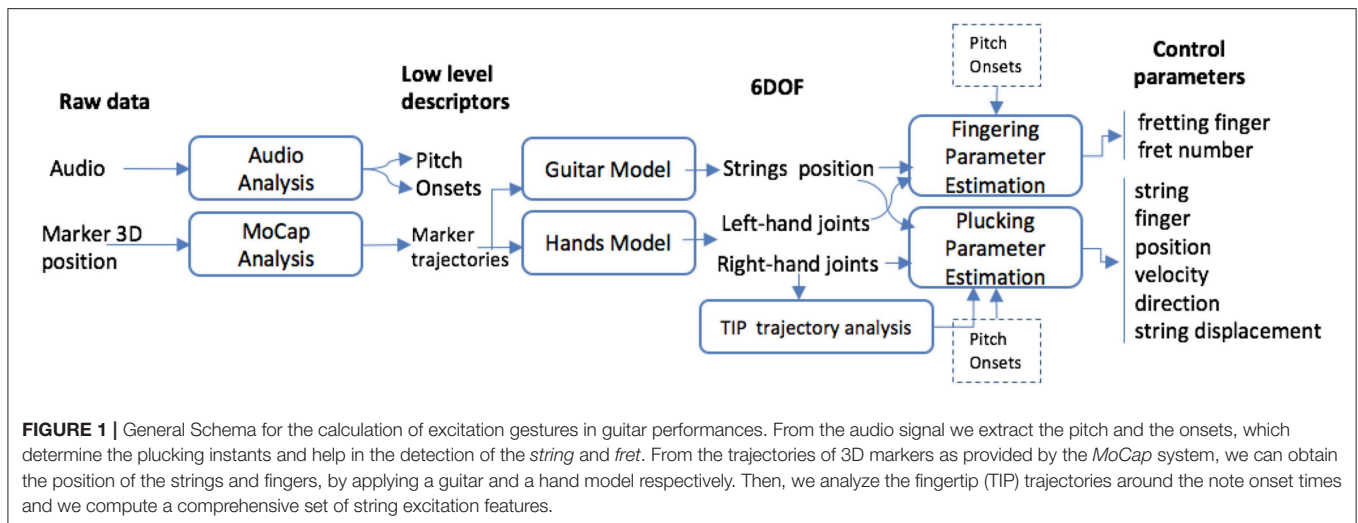 Raw data
Low level
descriptors
6DOF
Pitch
Onsets
Control
parameters
Audio
Audio
Analysis
Pitch
Onsets
Guitar Model
Strings position
Fingering
Parameter
Estimation
fretting finger
fret number
Marker 3D
position
MoCap
Analysis
Marker
trajectories
Hands Model
Left-hand joints
Right-hand joints
Plucking
Parameter
Estimation
string
finger
position
velocity
direction
string displacement
TIP trajectory analysis
Pitch
Onsets
FIGURE 1 | General Schema for the calculation of excitation gestures in guitar performances. From the audio signal we extract the pitch and the onsets, which
determine the plucking instants and help in the detection of the string and fret. From the trajectories of 3D markers as provided by the MoCap system, we can obtain
the position of the strings and fingers, by applying a guitar and a hand model respectively. Then, we analyze the fingertip (TIP) trajectories around the note onset times
and we compute a comprehensive set of string excitation features.